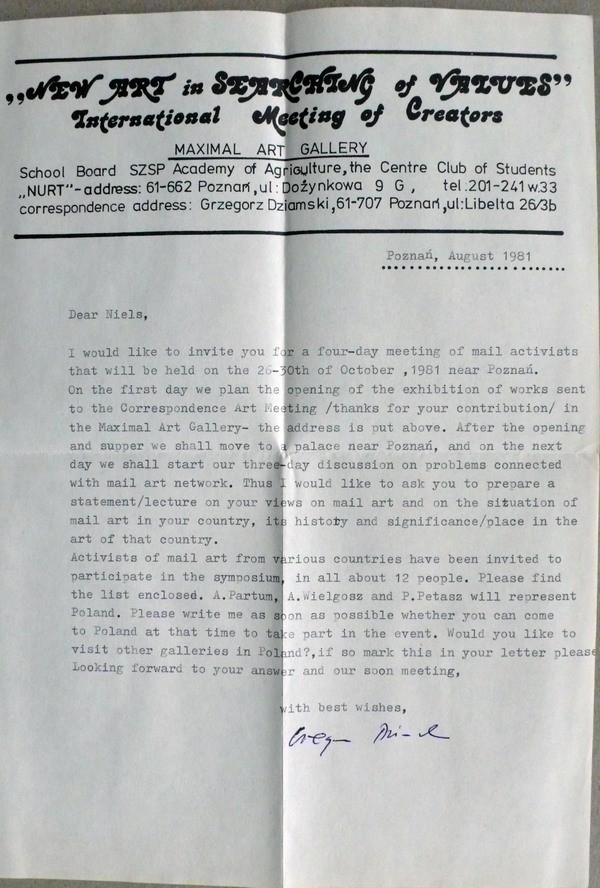 „NEW ART in SEARCHING of VALUES”
International Meeting of Creators
MAXIMAL ART GALLERY
School Board SZSP Academy of Agriculture, the Centre Club of Students
„NURT”-address: 61-662 Poznań, ul: Dożynkowa 9 G, tel. 201-241 w. 33
correspondence address: Grzegorz Dziamski, 61-707 Poznań, ul: Libelta 26/3b
Poznań, August 1981
Dear Niels,
I would like to invite you for a four-day meeting of mail activists
that will be held on the 26-30th of October ,1981 near Poznań.
On the first day we plan the opening of the exhibition of works sent
to the Correspondence Art Meeting /thanks for your contribution/ in
the Maximal Art Gallery- the address is put above. After the opening
and supper we shall move to a palace near Poznań, and on the next
day we shall start our three-day discussion on problems connected
with mail art network. Thus I would like to ask you to prepare a
statement/lecture on your views on mail art and on the situation of
mail art in your country, its history and significance/place in the
art of that country.
Activists of mail art from various countries have been invited to
participate in the symposium, in all about 12 people. Please find
the list enclosed. A.Partum, A.Wielgosz and P.Petasz will represent
Poland. Please write me as soon as possible whether you can come
to Poland at that time to take part in the event. Would you like to
visit other galleries in Poland?,if so mark this in your letter please
Looking forward to your answer and our soon meeting,
with best wishes,